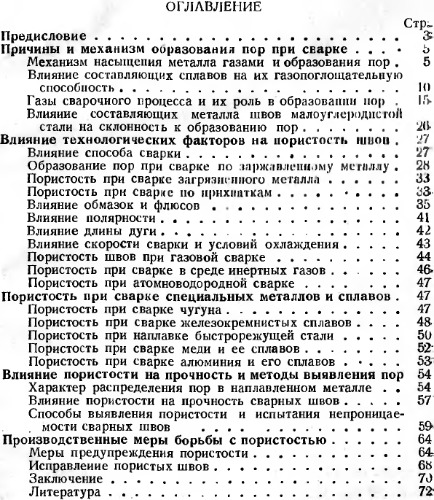 ОГЛАВЛЕНИЕ
Стр.
Предисловие . . . . . . . . . . . . . . . . 3
Причины и механизм образования пор при сварке . . . . 5
Механизм насыщения металла газами и образования пор . 5
Влияние составляющих сплавов на их газопоглощательную
способность . . . . . . . . . . . . . . . . 10
Газы сварочного процесса и их роль в образовании пор . 15
Влияние составляющих металла швов малоуглеродистой
стали на склонность к образованию пор . . . . . . . 26
Влияние технологических факторов на пористость швов . 27
Влияние способа сварки . . . . . . . . . . . . 27
Образование пор при сварке по заржавленному металлу . 28
Пористость при сварке загрязненного металла . . . . 33
Пористость при сварке по прихваткам . . . . . . . 33
Влияние обмазок и флюсов . . . . . . . . . . . 35
Влияние полярности . . . . . . . . . . . . . 41
Влияние длины дуги . . . . . . . . . . . . . 42
Влияние скорости сварки и условий охлаждения . . . . 43
Пористость швов при газовой сварке . . . . . . . 44
Пористость при сварке в среде инертных газов . . . . 46
Пористость при атомноводородной сварке . . . . . . 47
Пористость при сварке специальных металлов и сплавов . 47
Пористость при сварке чугуна . . . . . . . . . . 47
Пористость при сварке железокремнистых сплавов . . . 48
Пористость при наплавке быстрорежущей стали . . . . 50
Пористость при сварке меди и ее сплавов . . . . . . 52
Пористость при сварке алюминия и его сплавов . . . . 53
Влияние пористости на прочность и методы выявления пор 54
Характер распределения пор в наплавленном металле . . 54
Влияние пористости на прочность сварных швов . . . . 57
Способы выявления пористости и испытания непроницае-
мости сварных швов . . . . . . . . . . . . . 59
Производственные меры борьбы с пористостью . . . . . 64
Меры предупреждения пористости . . . . . . . . . 64
Исправление пористых швов . . . . . . . . . . . 68
Заключение . . . . . . . . . . . . . . . . 70
Литература . . . . . . . . . . . . . . . . 72